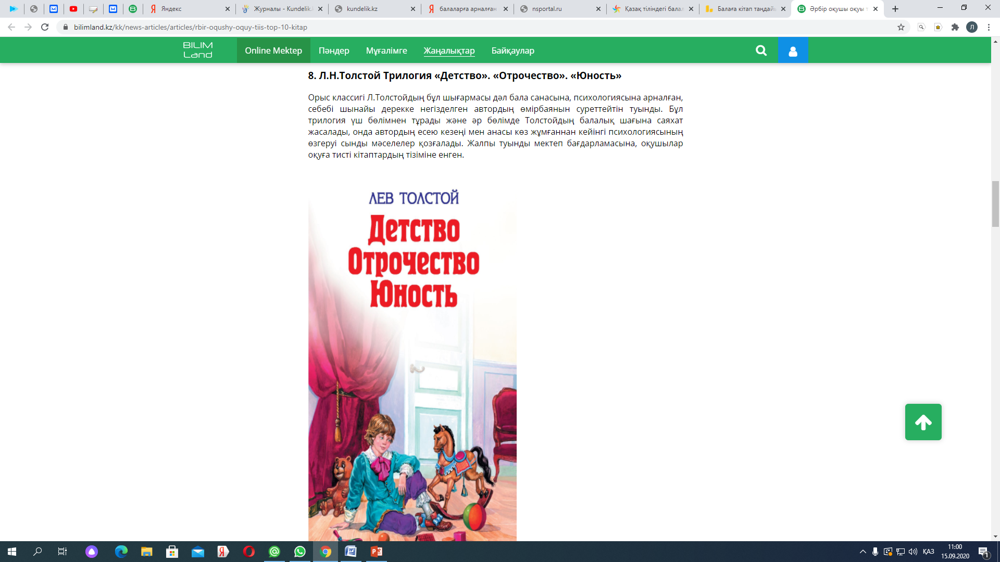 Яндекс
Журналы - Kundelik.
kundelik.kz
балаларға арналған
nsportal.ru
Қазақ тіліндегі балал
Балаға кітап таңдай
Әрбір оқушы оқуы т
bilimland.kz/kk/news-articles/articles/rbir-oqushy-oquy-tiis-top-10-kitap
Л
BILIM
Land
Online Mektep
Пәндер
Мұғалімге
Жаңалықтар
Байқаулар
8. Л.Н.Толстой Трилогия «Детство». «Отрочество». «Юность»
Орыс классигі Л.Толстойдың бұл шығармасы дәл бала санасына, психологиясына арналған,
себебі шынайы дерекке негізделген автордың өмірбаянын суреттейтін туынды. Бұл
трилогия үш бөлімнен тұрады және әр бөлімде Толстойдың балалық шағына саяхат
жасалады, онда автордың есею кезеңі мен анасы көз жұмғаннан кейінгі психологиясының
өзгеруі сынды мәселелер қозғалады. Жалпы туынды мектеп бағдарламасына, оқушылар
оқуға тисті кітаптардың тізіміне енген.
ЛЕВ ТОЛСТОЙ
Детство
Отрочество
Юность
ҚАЗ
11:00
15.09.2020
1